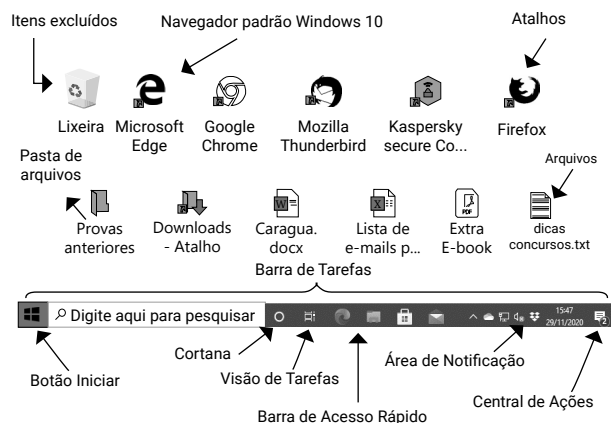 Itens excluídos
Navegador padrão Windows 10
Atalhos
Lixeira
Microsoft
Edge
Google
Chrome
Mozilla
Thunderbird
Kaspersky
secure Co...
Firefox
Pasta de
arquivos
Arquivos
Provas
anteriores
Downloads
- Atalho
Caragua.
docx
Lista de
e-mails p...
PDF
Extra
E-book
dicas
concursos.txt
Barra de Tarefas
Digite aqui para pesquisar
15:47
29/11/2020
2
Cortana
Botão Iniciar
Visão de Tarefas
Área de Notificação
Central de Ações
Barra de Acesso Rápido